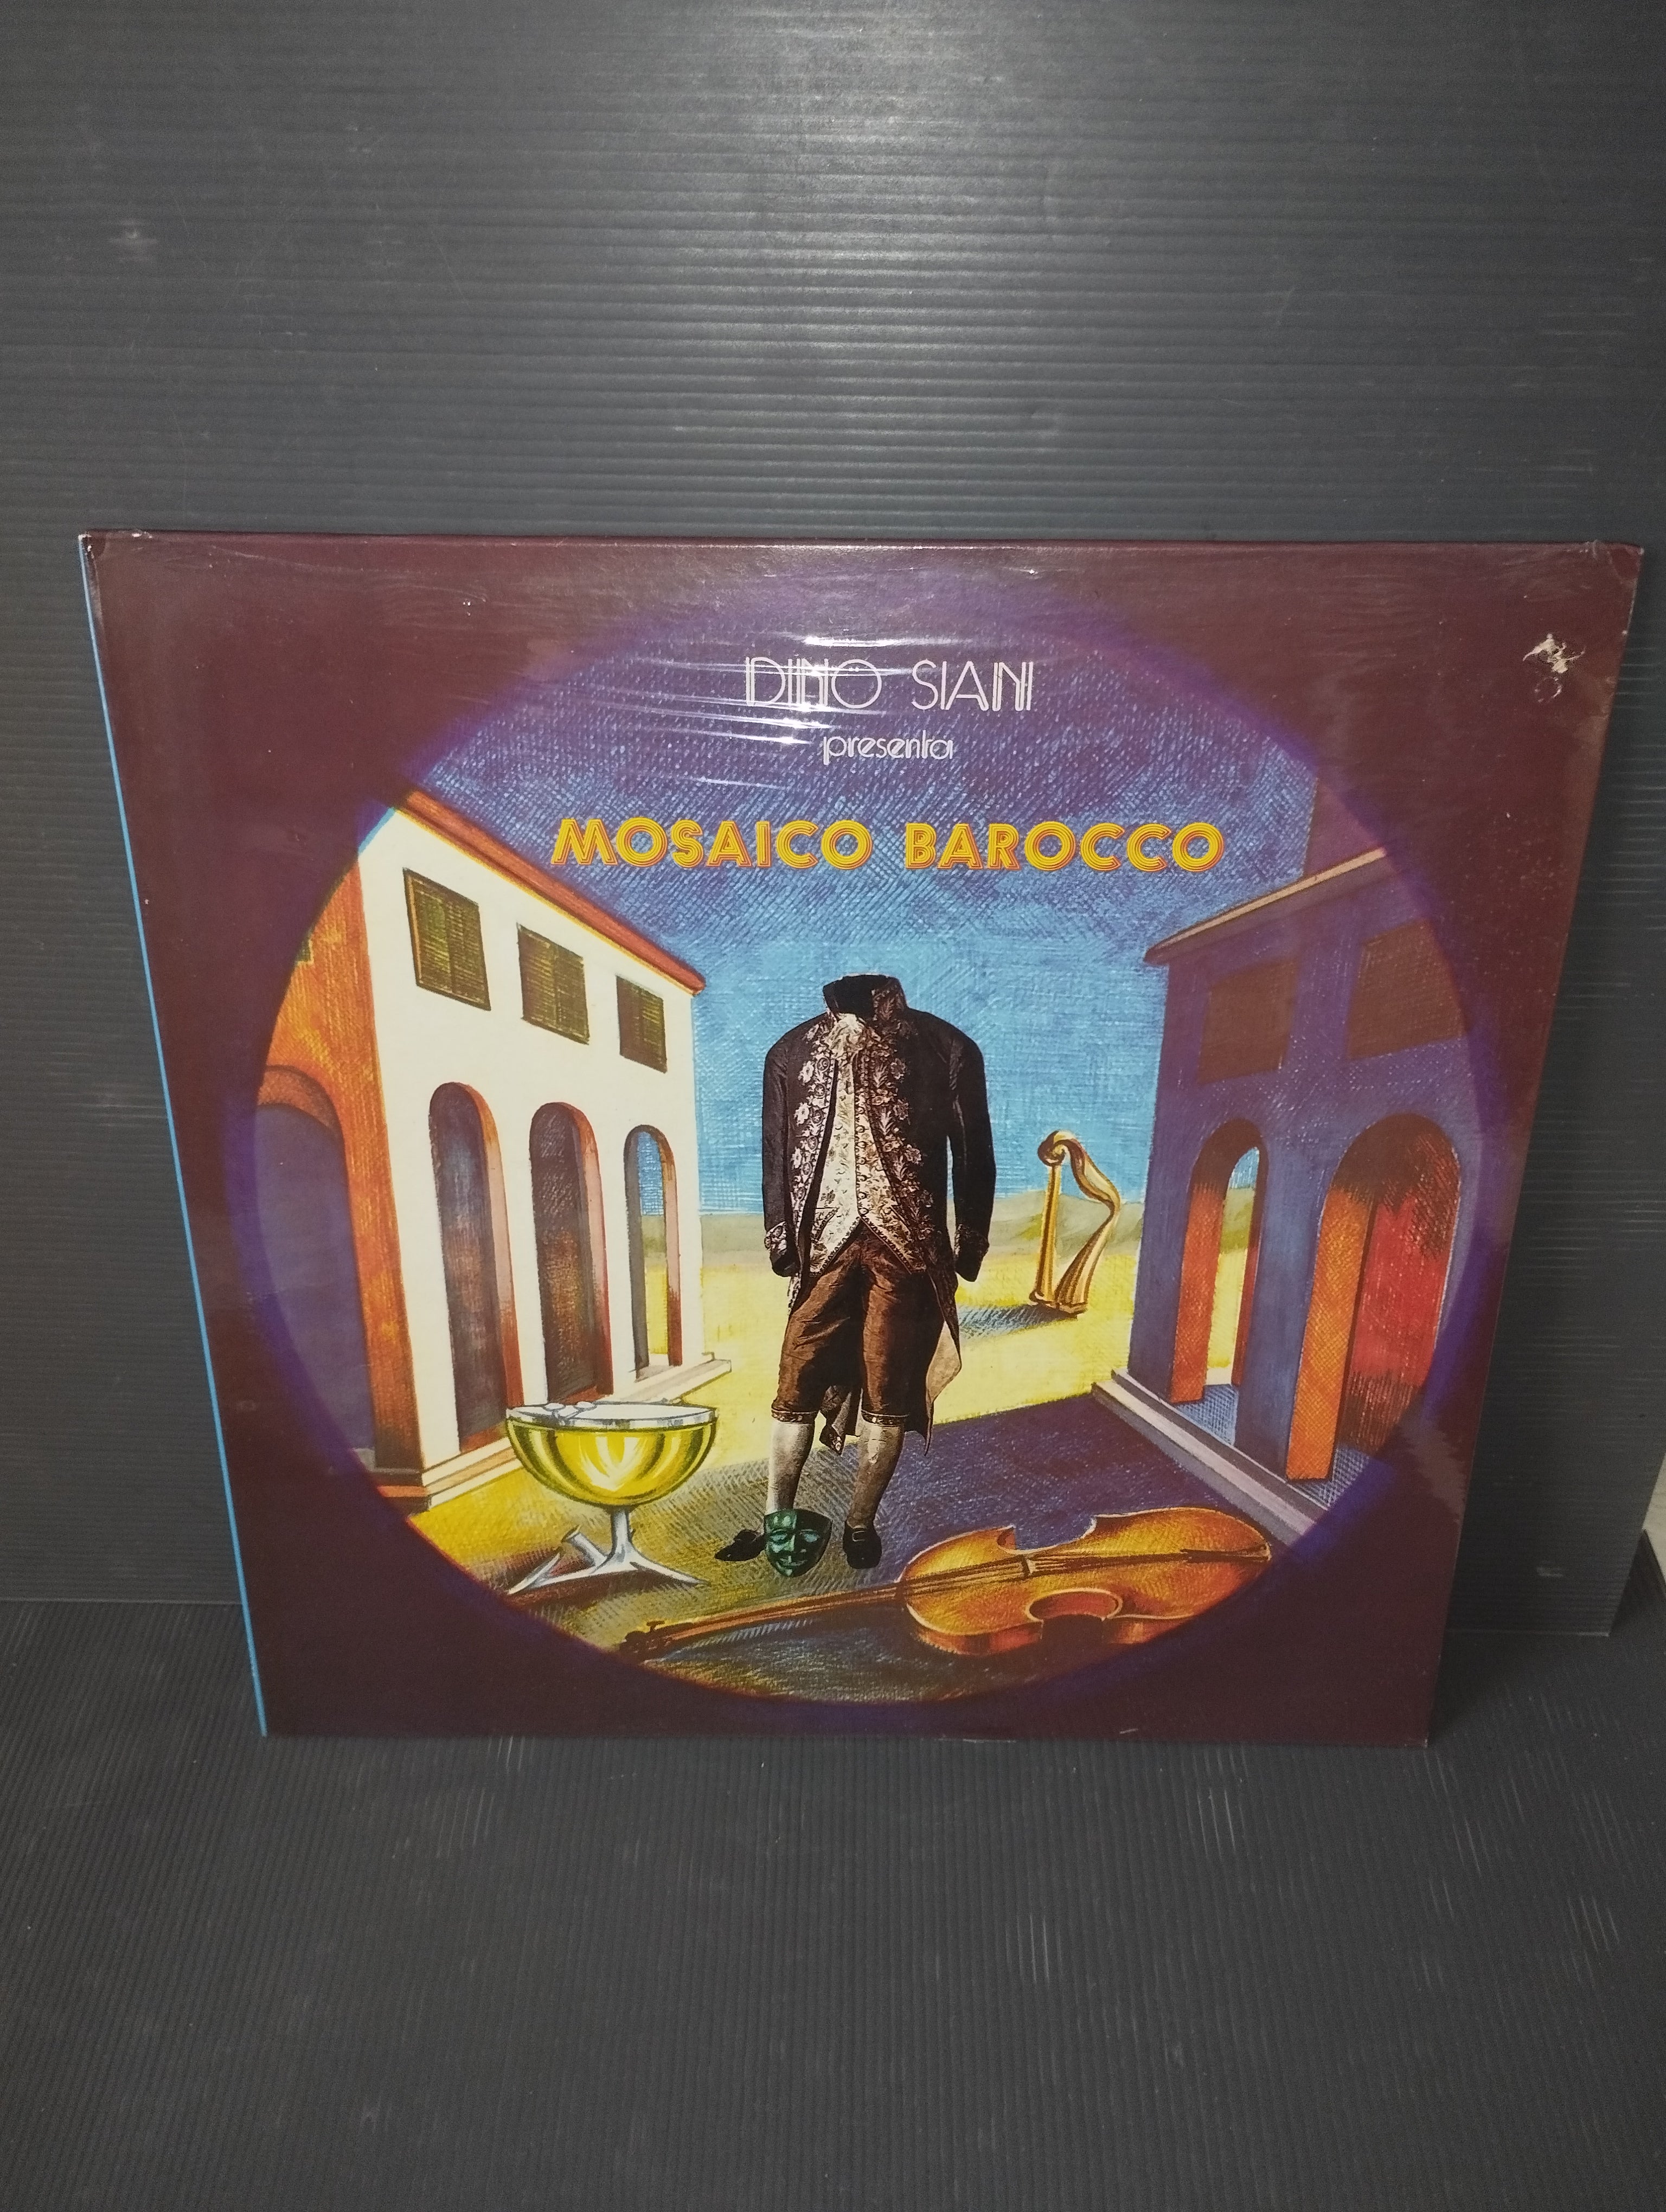 DINO SIANI
presenta
MOSAICO BAROCCO